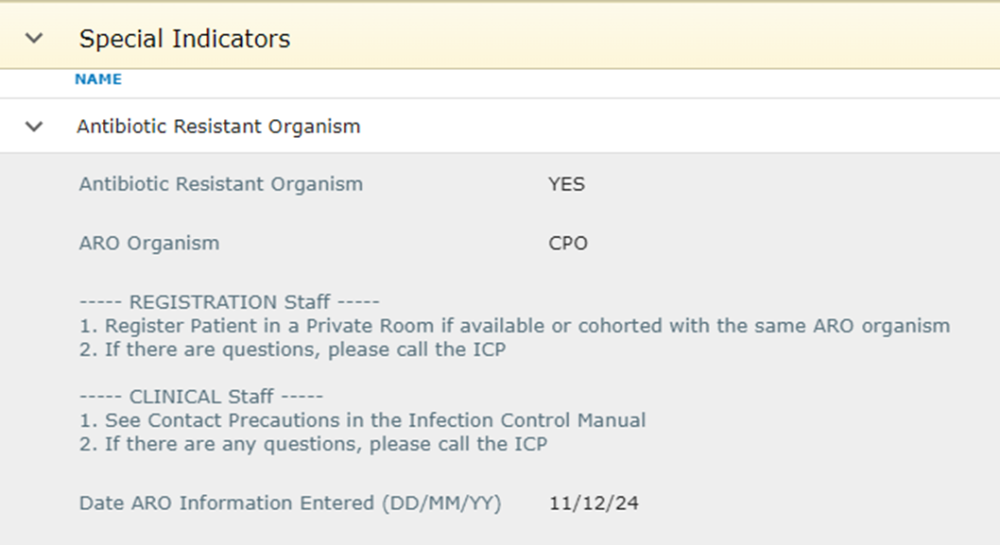 Special Indicators
NAME
Antibiotic Resistant Organism
Antibiotic Resistant Organism YES
ARO Organism CPO
----- REGISTRATION Staff -----
1. Register Patient in a Private Room if available or cohorted with the same ARO organism
2. If there are questions, please call the ICP
----- CLINICAL Staff -----
1. See Contact Precautions in the Infection Control Manual
2. If there are any questions, please call the ICP
Date ARO Information Entered (DD/MM/YY) 11/12/24